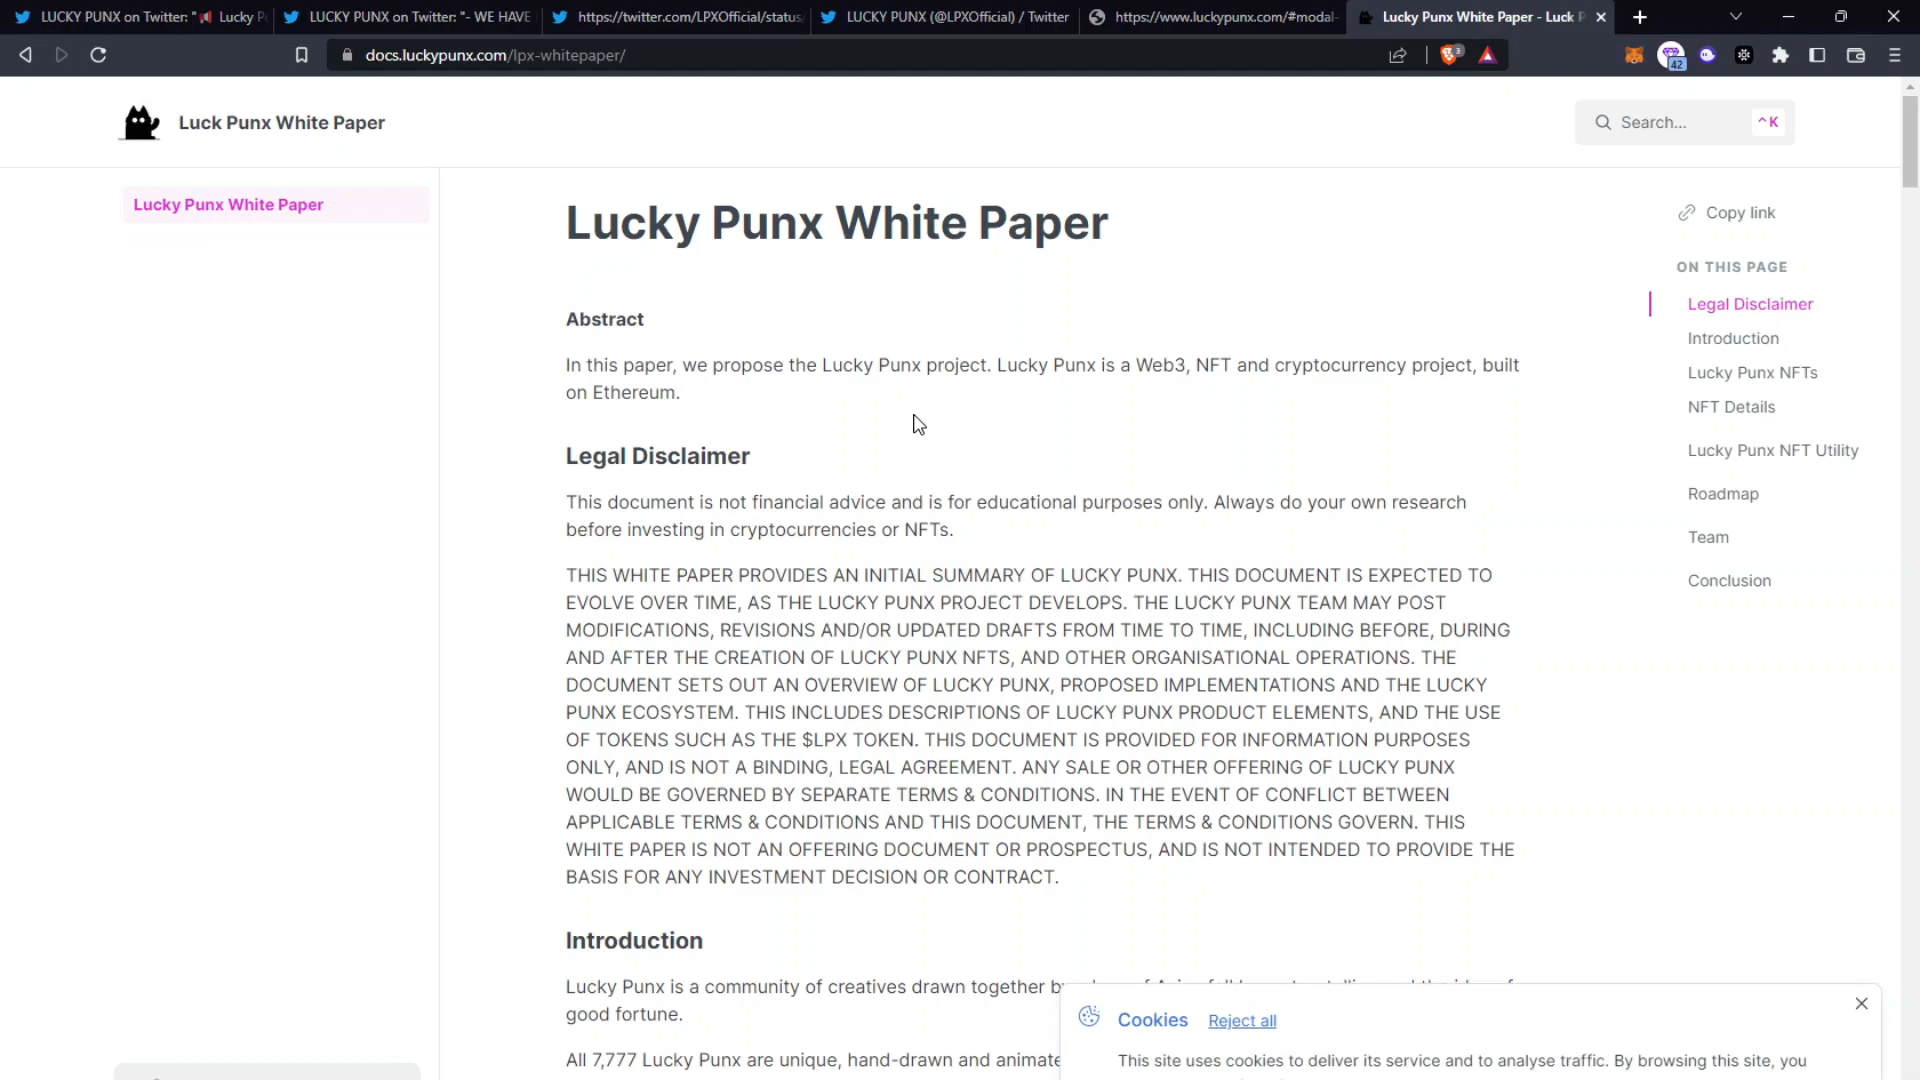 LUCKY PUNX on Twitter: "📢 Lucky P
LUCKY PUNX on Twitter: "- WE HAVE
https://twitter.com/LPXOfficial/status
LUCKY PUNX (@LPXOfficial) / Twitter
https://www.luckypunx.com/#modal-
Lucky Punx White Paper - Luck P
docs.luckypunx.com/lpx-whitepaper/
3
42
Luck Punx White Paper
Search...
^K
Lucky Punx White Paper
Lucky Punx White Paper
Abstract
In this paper, we propose the Lucky Punx project. Lucky Punx is a Web3, NFT and cryptocurrency project, built
on Ethereum.
Legal Disclaimer
This document is not financial advice and is for educational purposes only. Always do your own research
before investing in cryptocurrencies or NFTs.
THIS WHITE PAPER PROVIDES AN INITIAL SUMMARY OF LUCKY PUNX. THIS DOCUMENT IS EXPECTED TO
EVOLVE OVER TIME, AS THE LUCKY PUNX PROJECT DEVELOPS. THE LUCKY PUNX TEAM MAY POST
MODIFICATIONS, REVISIONS AND/OR UPDATED DRAFTS FROM TIME TO TIME, INCLUDING BEFORE, DURING
AND AFTER THE CREATION OF LUCKY PUNX NFTS, AND OTHER ORGANISATIONAL OPERATIONS. THE
DOCUMENT SETS OUT AN OVERVIEW OF LUCKY PUNX, PROPOSED IMPLEMENTATIONS AND THE LUCKY
PUNX ECOSYSTEM. THIS INCLUDES DESCRIPTIONS OF LUCKY PUNX PRODUCT ELEMENTS, AND THE USE
OF TOKENS SUCH AS THE $LPX TOKEN. THIS DOCUMENT IS PROVIDED FOR INFORMATION PURPOSES
ONLY, AND IS NOT A BINDING, LEGAL AGREEMENT. ANY SALE OR OTHER OFFERING OF LUCKY PUNX
WOULD BE GOVERNED BY SEPARATE TERMS & CONDITIONS. IN THE EVENT OF CONFLICT BETWEEN
APPLICABLE TERMS & CONDITIONS AND THIS DOCUMENT, THE TERMS & CONDITIONS GOVERN. THIS
WHITE PAPER IS NOT AN OFFERING DOCUMENT OR PROSPECTUS, AND IS NOT INTENDED TO PROVIDE THE
BASIS FOR ANY INVESTMENT DECISION OR CONTRACT.
Introduction
Lucky Punx is a community of creatives drawn together
good fortune.
All 7,777 Lucky Punx are unique, hand-drawn and animate
Copy link
ON THIS PAGE
Legal Disclaimer
Introduction
Lucky Punx NFTs
NFT Details
Lucky Punx NFT Utility
Roadmap
Team
Conclusion
Cookies
Reject all
This site uses cookies to deliver its service and to analyse traffic. By browsing this site, you